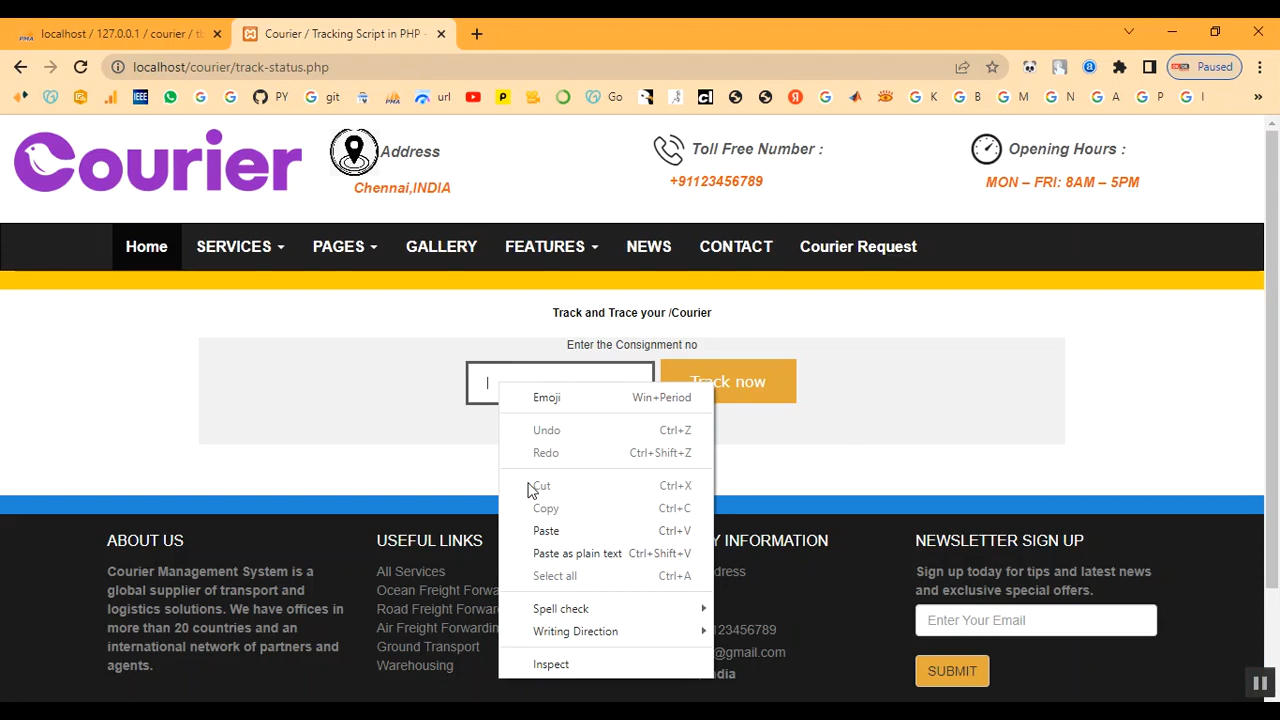 localhost / 127.0.0.1 / courier / tb
Courier / Tracking Script in PHP -
localhost/courier/track-status.php
Paused
IEEE
PY
git
url
Go
K
B
M
N
A
P
I
»
Courier
Address
Chennai,INDIA
Toll Free Number :
+91123456789
Opening Hours :
MON – FRI: 8AM – 5PM
Home
SERVICES
PAGES
GALLERY
FEATURES
NEWS
CONTACT
Courier Request
Track and Trace your /Courier
Enter the Consignment no
Track now
Emoji Win+Period
Undo Ctrl+Z
Redo Ctrl+Shift+Z
Cut Ctrl+X
Copy Ctrl+C
Paste Ctrl+V
Paste as plain text Ctrl+Shift+V
Select all Ctrl+A
Spell check
Writing Direction
Inspect
ABOUT US
Courier Management System is a
global supplier of transport and
logistics solutions. We have offices in
more than 20 countries and an
international network of partners and
agents.
USEFUL LINKS
All Services
Ocean Freight Forwa
Road Freight Forward
Air Freight Forwarding
Ground Transport
Warehousing
Y INFORMATION
dress
123456789
@gmail.com
dia
NEWSLETTER SIGN UP
Sign up today for tips and latest news
and exclusive special offers.
Enter Your Email
SUBMIT